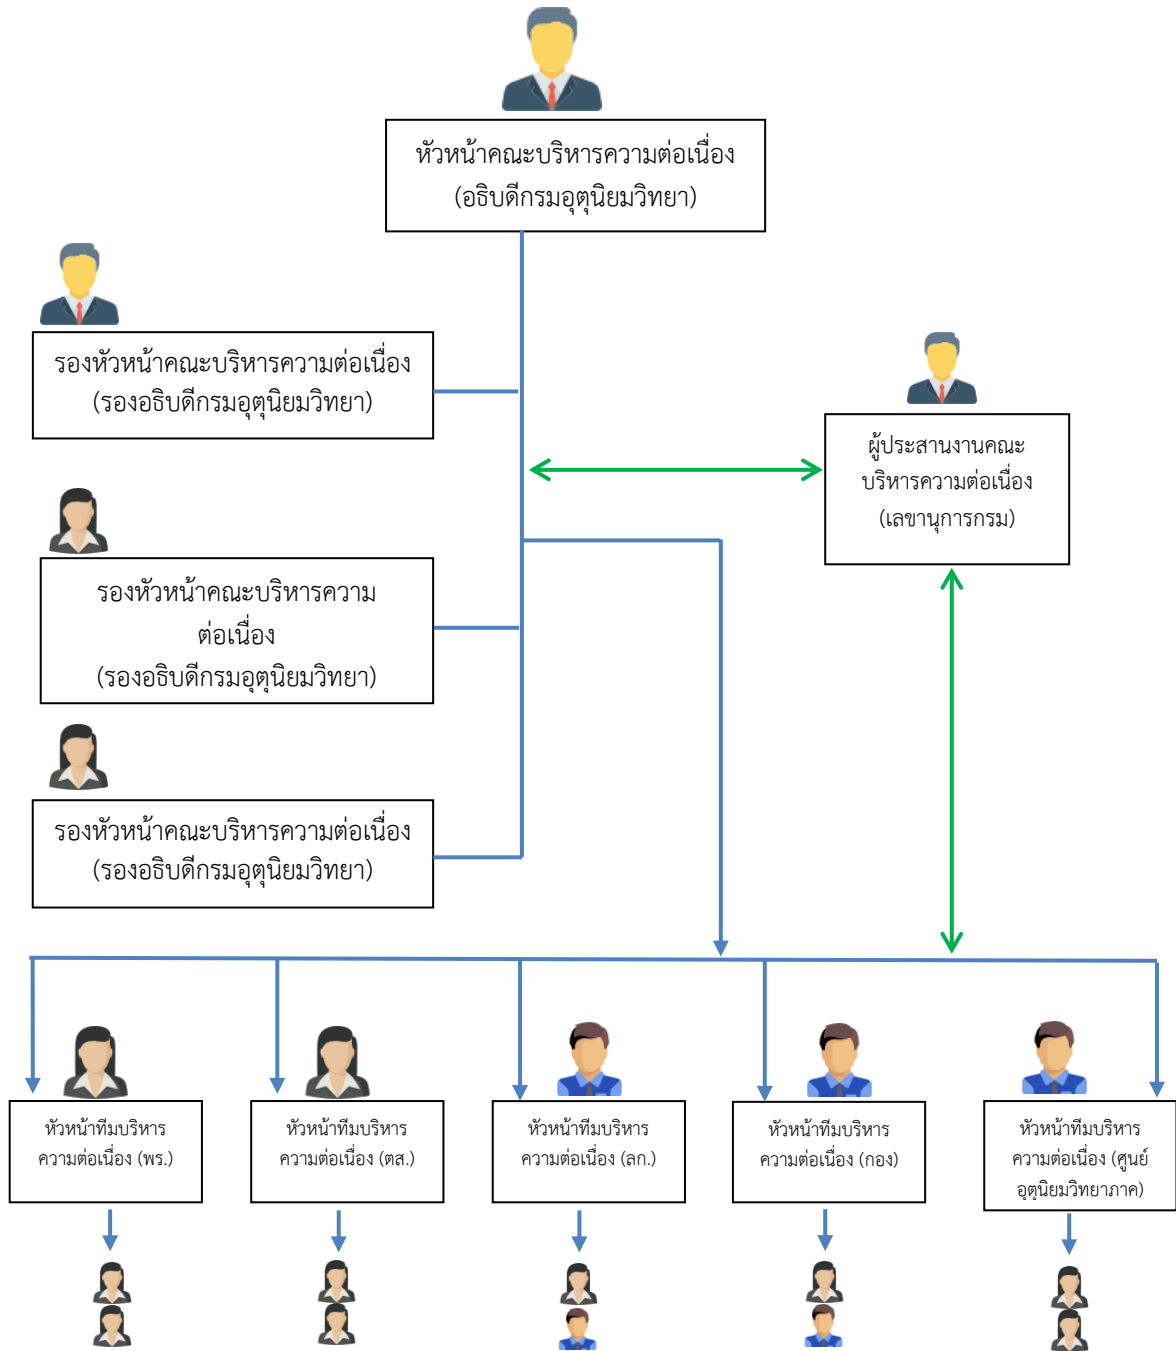 หัวหน้าคณะบริหารความต่อเนื่อง
(อธิบดีกรมอุตุนิยมวิทยา)
รองหัวหน้าคณะบริหารความต่อเนื่อง
(รองอธิบดีกรมอุตุนิยมวิทยา)
ผู้ประสานงานคณะ
บริหารความต่อเนื่อง
(เลขานุการกรม)
รองหัวหน้าคณะบริหารความ
ต่อเนื่อง
(รองอธิบดีกรมอุตุนิยมวิทยา)
รองหัวหน้าคณะบริหารความต่อเนื่อง
(รองอธิบดีกรมอุตุนิยมวิทยา)
หัวหน้าทีมบริหาร
ความต่อเนื่อง (พร.)
หัวหน้าทีมบริหาร
ความต่อเนื่อง (ตส.)
หัวหน้าทีมบริหาร
ความต่อเนื่อง (ลก.)
หัวหน้าทีมบริหาร
ความต่อเนื่อง (กอง)
หัวหน้าทีมบริหาร
ความต่อเนื่อง (ศูนย์
อุตุนิยมวิทยาภาค)